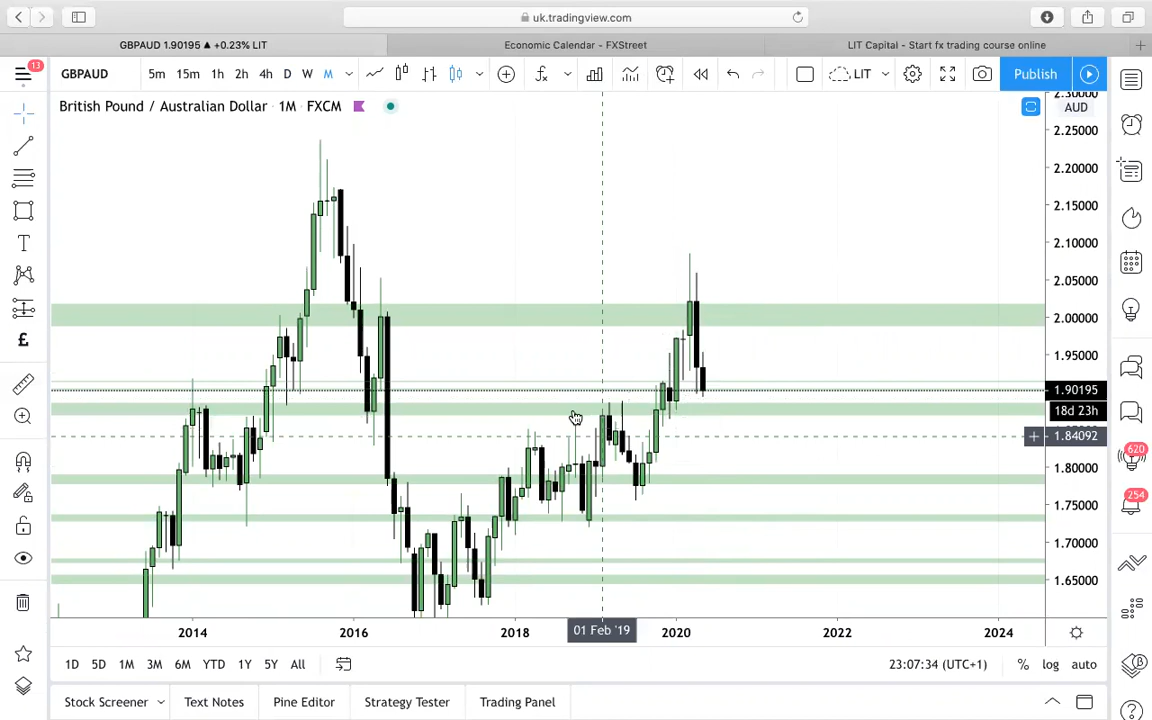 uk.tradingview.com
GBPAUD 1.90195 ▲ +0.23% LIT
Economic Calendar - FXStreet
LIT Capital - Start fx trading course online
13
GBPAUD
5m 15m 1h 2h 4h D W M
LIT
Publish
British Pound / Australian Dollar 1M FXCM
AUD
2.30000
2.25000
2.20000
2.15000
2.10000
2.05000
2.00000
1.95000
1.90195
18d 23h
1.84092
1.80000
1.75000
1.70000
1.65000
T
£
620
254
2014 2016 2018 01 Feb '19 2020 2022 2024
1D 5D 1M 3M 6M YTD 1Y 5Y All
23:07:34 (UTC+1) % log auto
Stock Screener Text Notes Pine Editor Strategy Tester Trading Panel